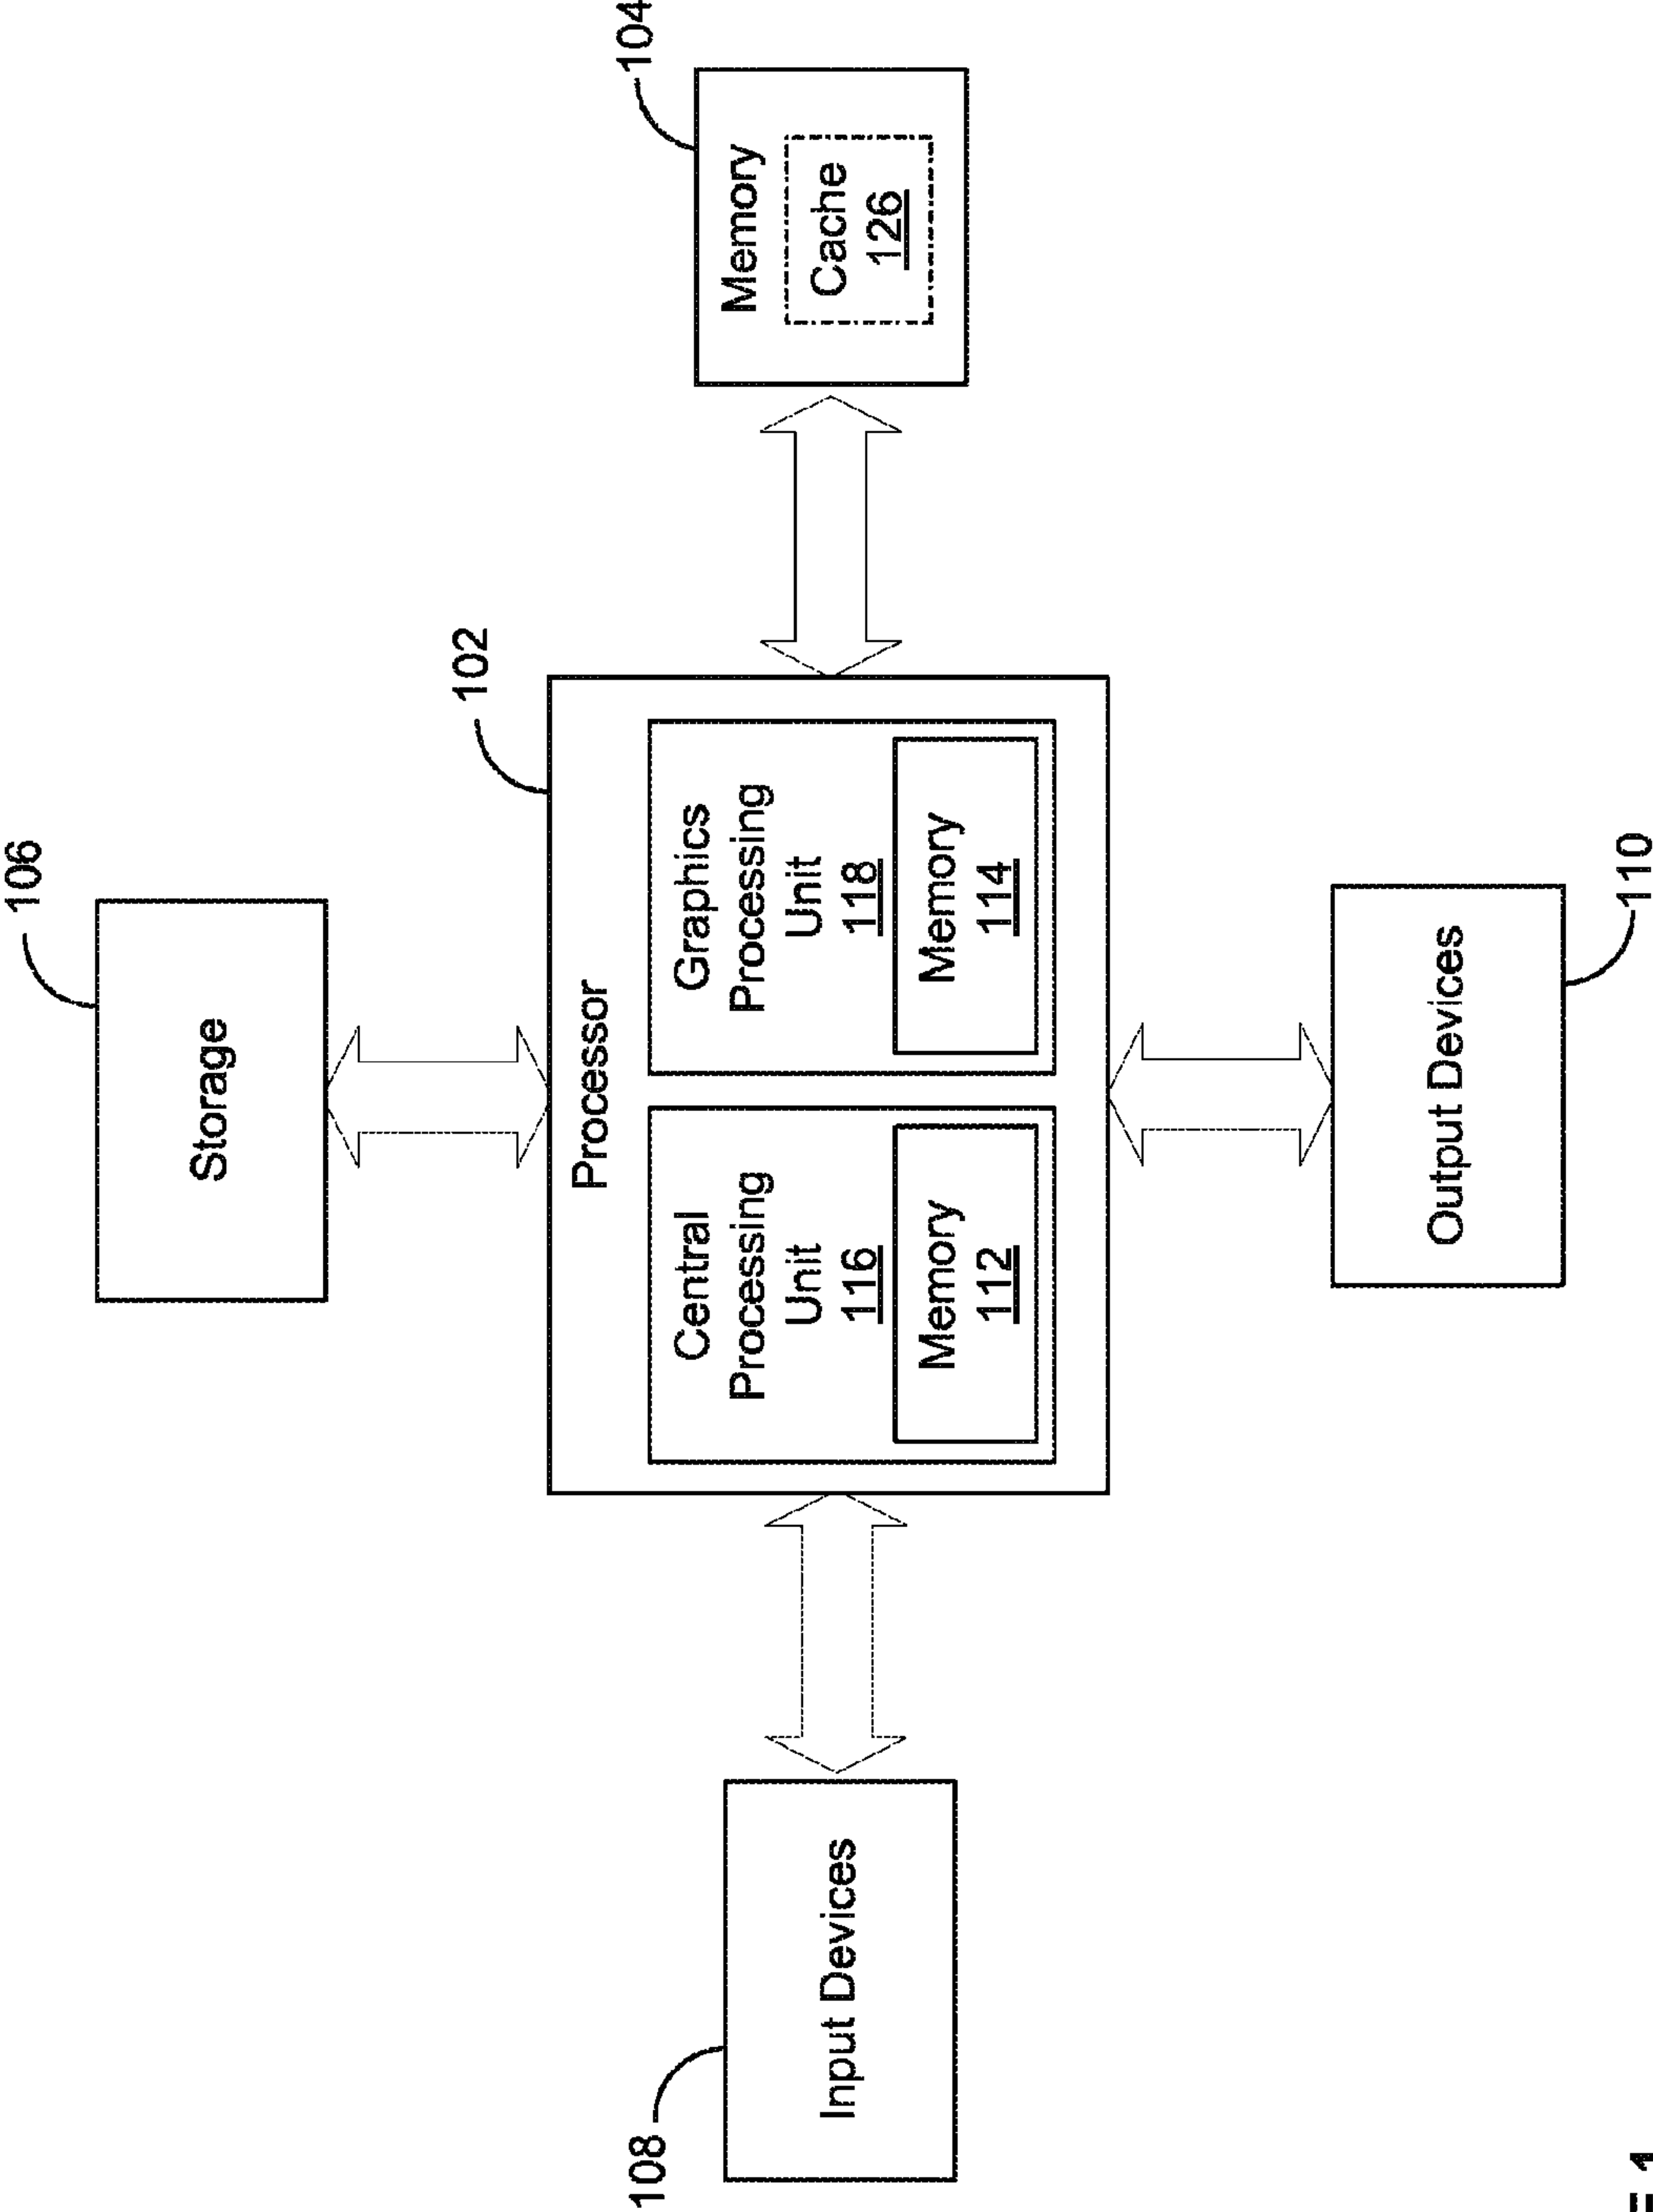 106
Storage
102
Processor
Central
Processing
Unit
116
Memory
112
Graphics
Processing
Unit
118
Memory
114
104
Memory
Cache
126
108
Input Devices
Output Devices
110